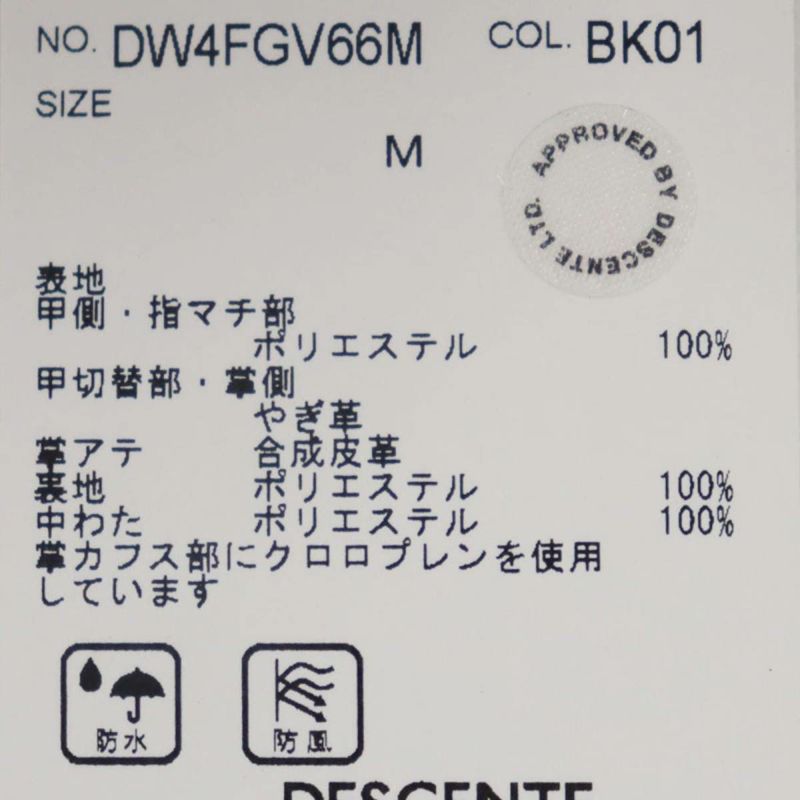 NO. DW4FGV66M COL. BK01
SIZE
M
APPROVED BY DESCENTE LTD.
表地
甲側・指マチ部
ポリエステル 100%
甲切替部・掌側
やぎ革
掌アテ 合成皮革
裏地 ポリエステル 100%
中わた ポリエステル 100%
掌カフス部にクロロプレンを使用
しています
防水 防風
DESCENTE